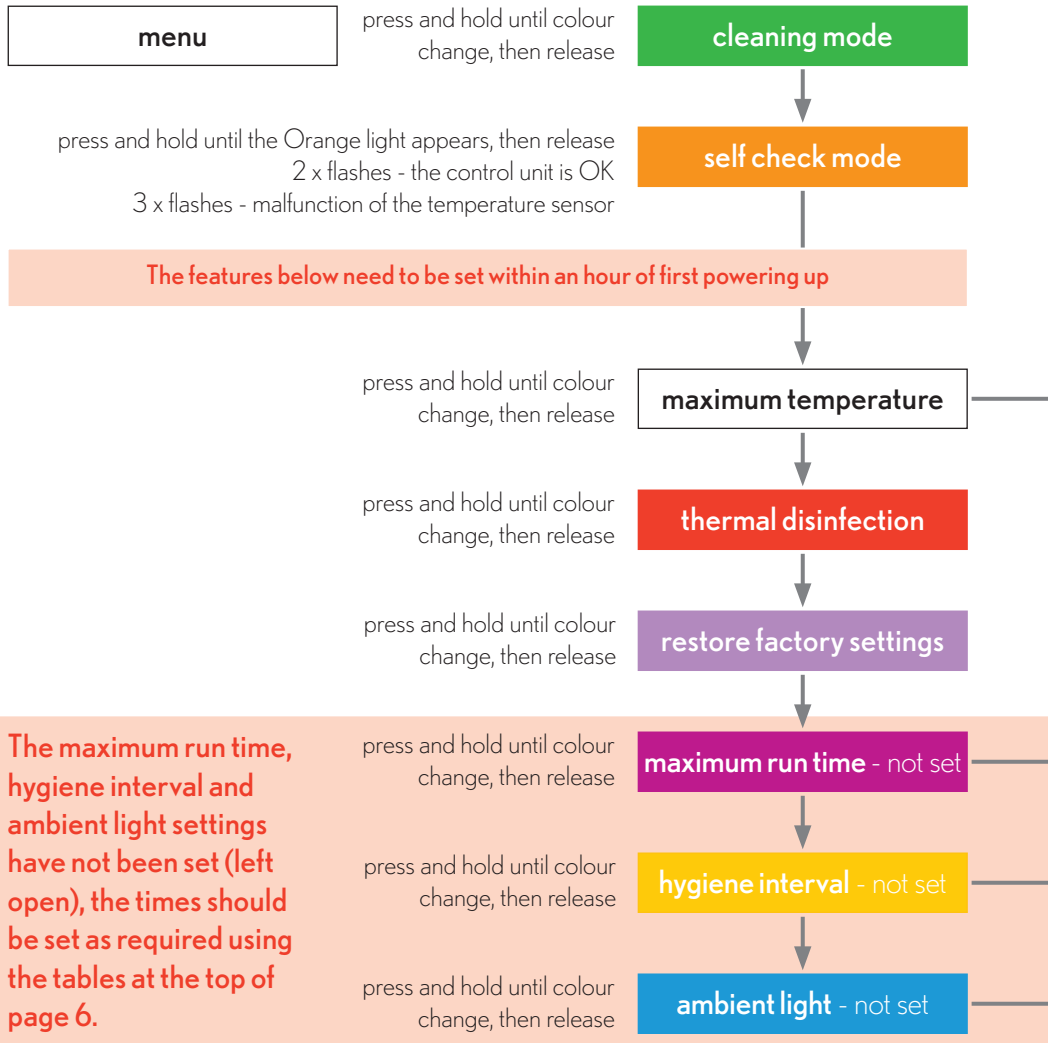 menu
press and hold until colour
change, then release
cleaning mode
press and hold until the Orange light appears, then release
2 x flashes - the control unit is OK
3 x flashes - malfunction of the temperature sensor
self check mode
The features below need to be set within an hour of first powering up
press and hold until colour
change, then release
maximum temperature
press and hold until colour
change, then release
thermal disinfection
press and hold until colour
change, then release
restore factory settings
The maximum run time,
hygiene interval and
ambient light settings
have not been set (left
open), the times should
be set as required using
the tables at the top of
page 6.
press and hold until colour
change, then release
maximum run time - not set
press and hold until colour
change, then release
hygiene interval - not set
press and hold until colour
change, then release
ambient light - not set